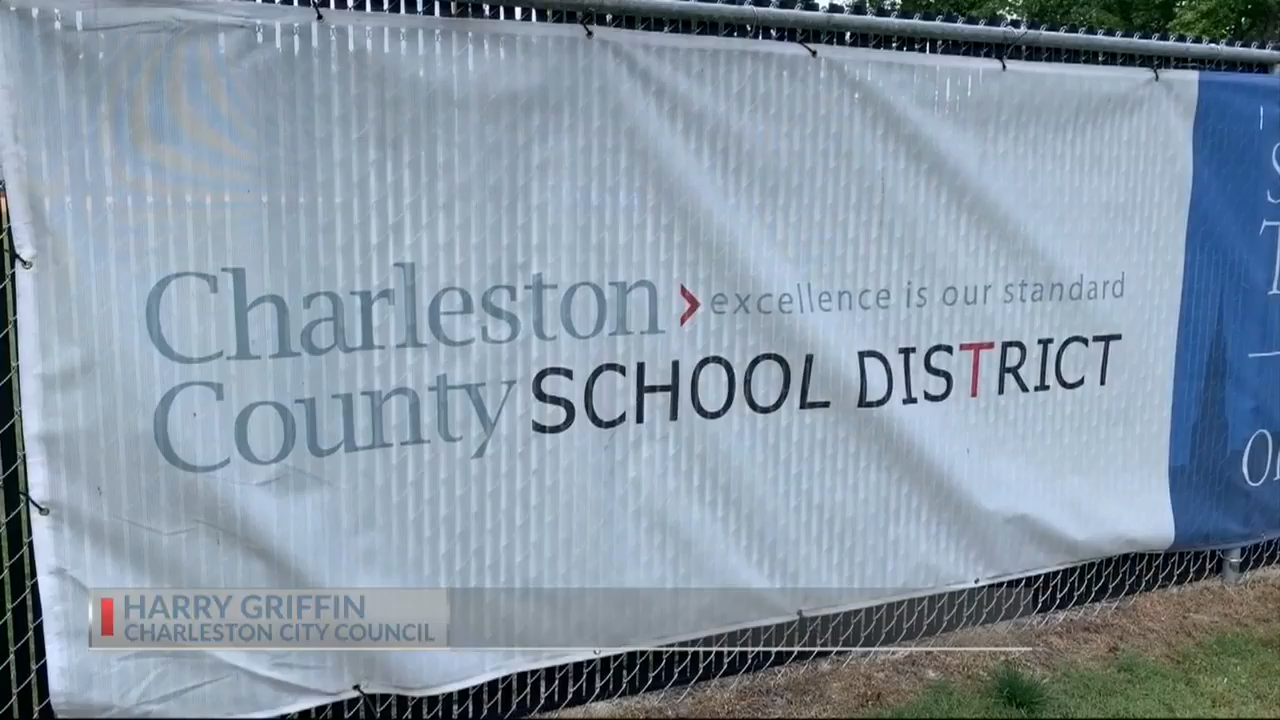 Charleston > excellence is our standard
County SCHOOL DISTRICT
HARRY GRIFFIN
CHARLESTON CITY COUNCIL